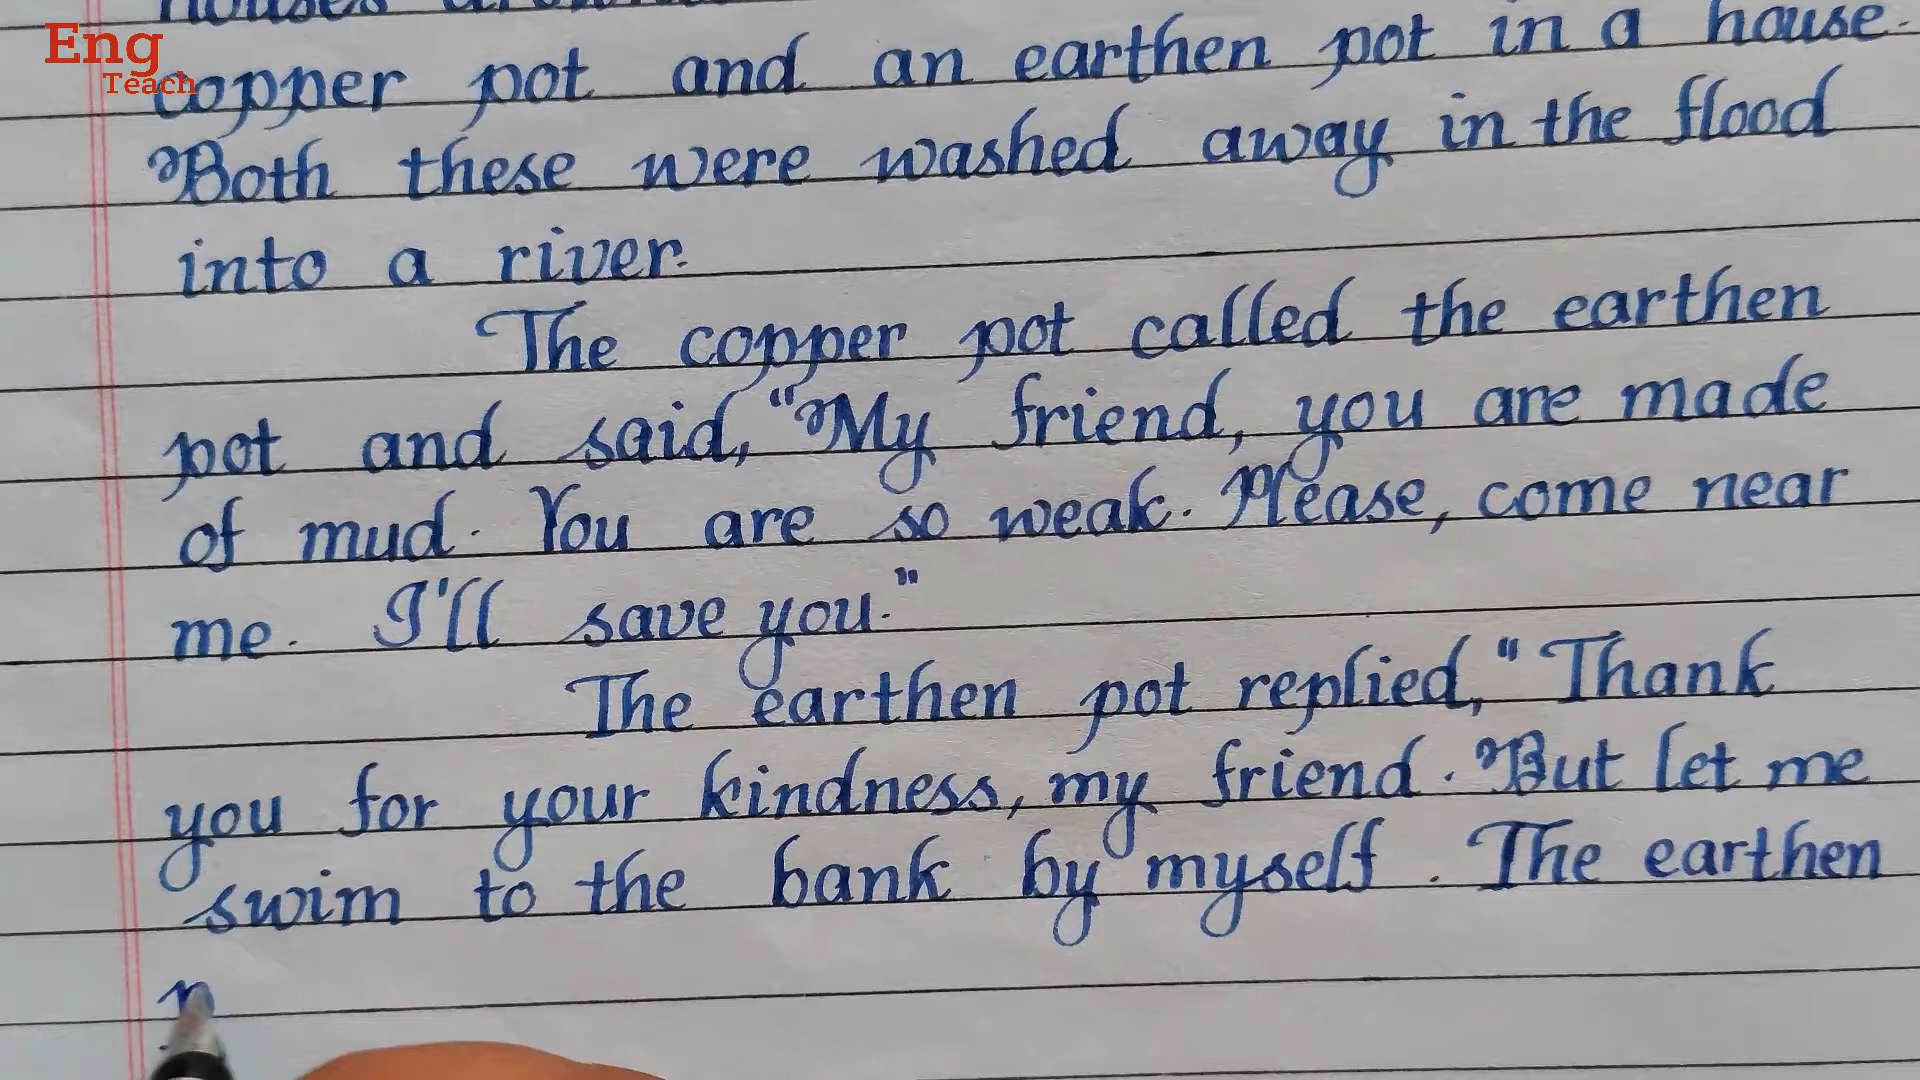 Eng
Teach
houses
copper pot and an earthen pot in a house.
Both these were washed away in the flood
into a river.
The copper pot called the earthen
pot and said, "My friend, you are made
of mud. You are so weak. Please, come near
me. I'll save you."
The earthen pot replied, "Thank
you for your kindness, my friend. But let me
swim to the bank by myself. The earthen